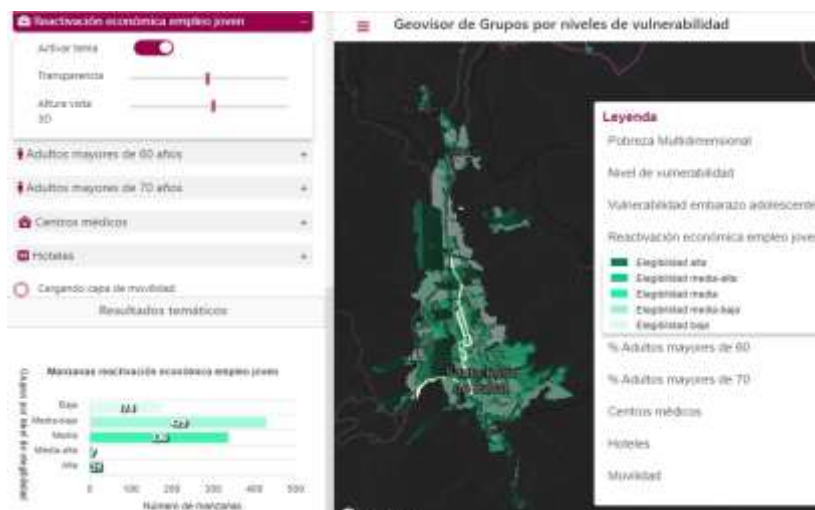 Reactivación económica empleo joven
Activar tema
Transparencia
Altura vista
3D
Adultos mayores de 60 años
Adultos mayores de 70 años
Centros médicos
Hoteles
Cargando capa de movilidad
Resultados temáticos
Manzanas reactivación económica empleo joven
Baja
Media-baja
Media
Media-alta
Alta
0 100 200 300 400 500
Número de manzanas
Geovisor de Grupos por niveles de vulnerabilidad
Leyenda
Pobreza Multidimensional
Nivel de vulnerabilidad
Vulnerabilidad embarazo adolescente
Reactivación económica empleo jove
Elegibilidad alta
Elegibilidad media-alta
Elegibilidad media
Elegibilidad media-baja
Elegibilidad baja
% Adultos mayores de 60
% Adultos mayores de 70
Centros médicos
Hoteles
Movilidad